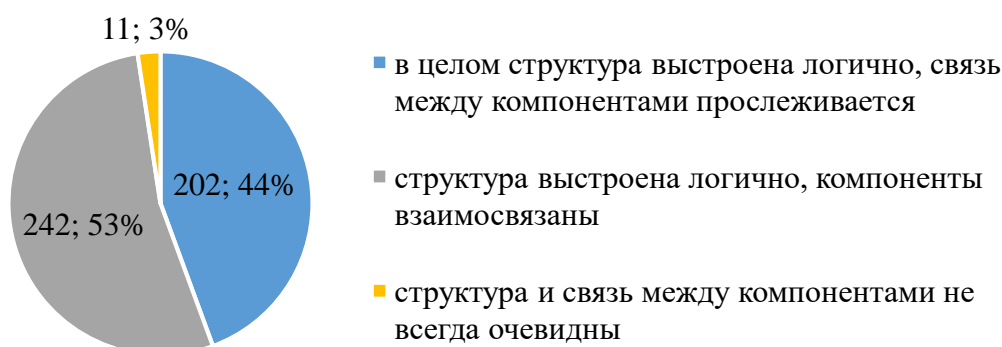 11; 3%
202; 44%
242; 53%
в целом структура выстроена логично, связь
между компонентами прослеживается
структура выстроена логично, компоненты
взаимосвязаны
структура и связь между компонентами не
всегда очевидны